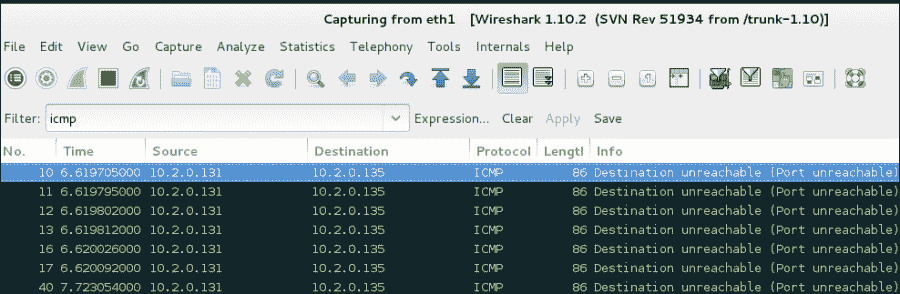 Capturing from eth1 [Wireshark 1.10.2 (SVN Rev 51934 from /trunk-1.10)]
File Edit View Go Capture Analyze Statistics Telephony Tools Internals Help
Filter: icmp Expression... Clear Apply Save
No. Time Source Destination Protocol Lengtl Info
10 6.619705000 10.2.0.131 10.2.0.135 ICMP 86 Destination unreachable (Port unreachable)
11 6.619795000 10.2.0.131 10.2.0.135 ICMP 86 Destination unreachable (Port unreachable)
12 6.619802000 10.2.0.131 10.2.0.135 ICMP 86 Destination unreachable (Port unreachable)
13 6.619812000 10.2.0.131 10.2.0.135 ICMP 86 Destination unreachable (Port unreachable)
16 6.620026000 10.2.0.131 10.2.0.135 ICMP 86 Destination unreachable (Port unreachable)
17 6.620092000 10.2.0.131 10.2.0.135 ICMP 86 Destination unreachable (Port unreachable)
40 7.723054000 10.2.0.131 10.2.0.135 ICMP 86 Destination unreachable (Port unreachable)